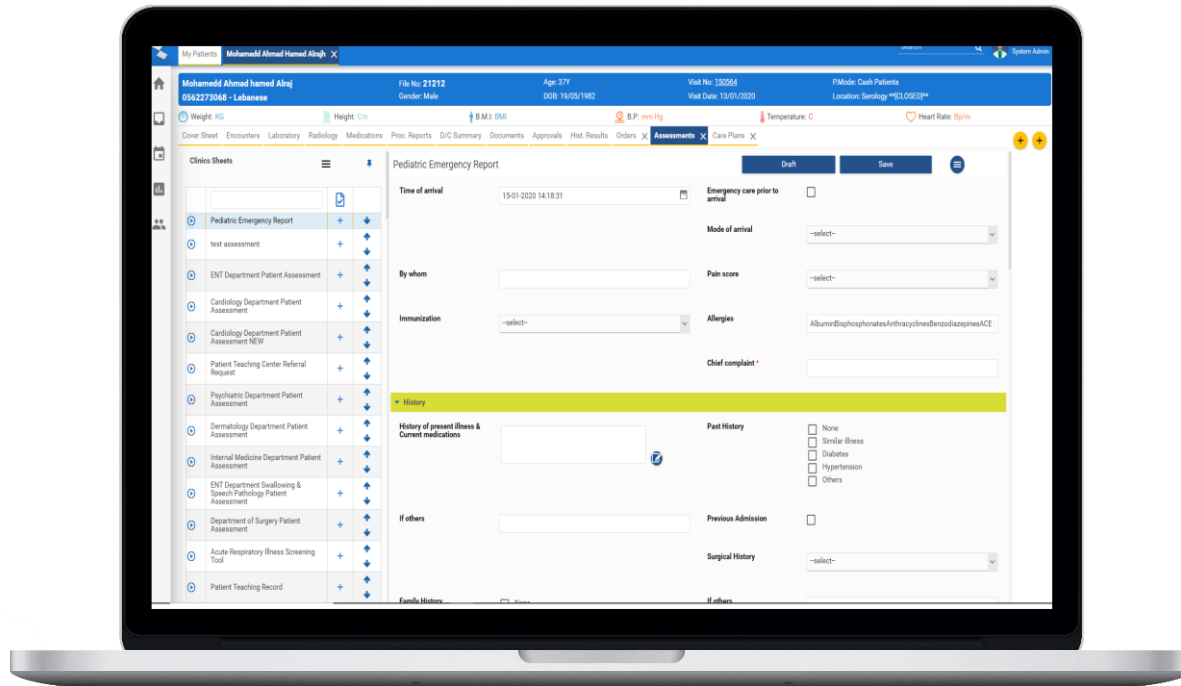 Search
System Admin
My Patients
Mohamedd Ahmad Hamed Alrajh X
Mohamedd Ahmad hamed Alraj
File No: 21212
Age: 37Y
Visit No: 150564
P.Mode: Cash Patients
0562273068 - Lebanese
Gender: Male
DOB: 19/05/1982
Visit Date: 13/01/2020
Location: Serology **[CLOSED]**
Weight: KG
Height: Cm
B.M.I: BMI
B.P: mm Hg
Temperature: C
Heart Rate: Bp/m
Cover Sheet Encounters Laboratory Radiology Medications Proc. Reports D/C Summary Documents Approvals Hist. Results Orders X Assessments X Care Plans X
Clinics Sheets
Pediatric Emergency Report
test assessment
ENT Department Patient Assessment
Cardiology Department Patient
Assessment
Cardiology Department Patient
Assessment NEW
Patient Teaching Center Referral
Request
Psychiatric Department Patient
Assessment
Dermatology Department Patient
Assessment
Internal Medicine Department Patient
Assessment
ENT Department Swallowing &
Speech Pathology Patient
Assessment
Department of Surgery Patient
Assessment
Acute Respiratory Illness Screening
Tool
Patient Teaching Record
Pediatric Emergency Report
Draft
Save
Time of arrival
15-01-2020 14:18:31
Emergency care prior to
arrival
Mode of arrival
--select--
By whom
Pain score
--select--
Immunization
--select--
Allergies
AlbuminBisphosphonatesAnthracyclinesBenzodiazepinesACE
Chief complaint *
History
History of present illness &
Current medications
Past History
None
Similar illness
Diabetes
Hypertension
Others
If others
Previous Admission
Surgical History
--select--
Family History
None
If others